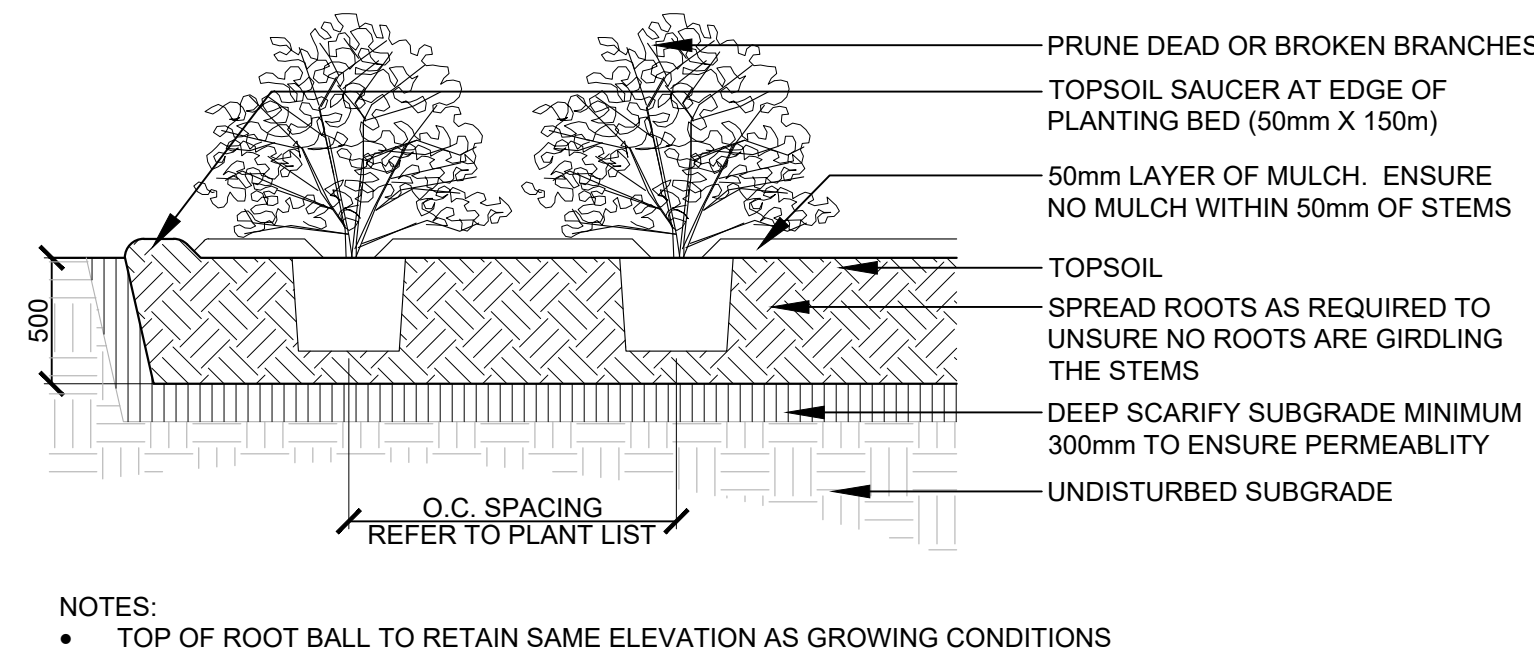 PRUNE DEAD OR BROKEN BRANCHES
TOPSOIL SAUCER AT EDGE OF
PLANTING BED (50mm X 150m)
50mm LAYER OF MULCH. ENSURE
NO MULCH WITHIN 50mm OF STEMS
TOPSOIL
SPREAD ROOTS AS REQUIRED TO
UNSURE NO ROOTS ARE GIRDLING
THE STEMS
DEEP SCARIFY SUBGRADE MINIMUM
300mm TO ENSURE PERMEABLITY
UNDISTURBED SUBGRADE
500
O.C. SPACING
REFER TO PLANT LIST
NOTES:
• TOP OF ROOT BALL TO RETAIN SAME ELEVATION AS GROWING CONDITIONS